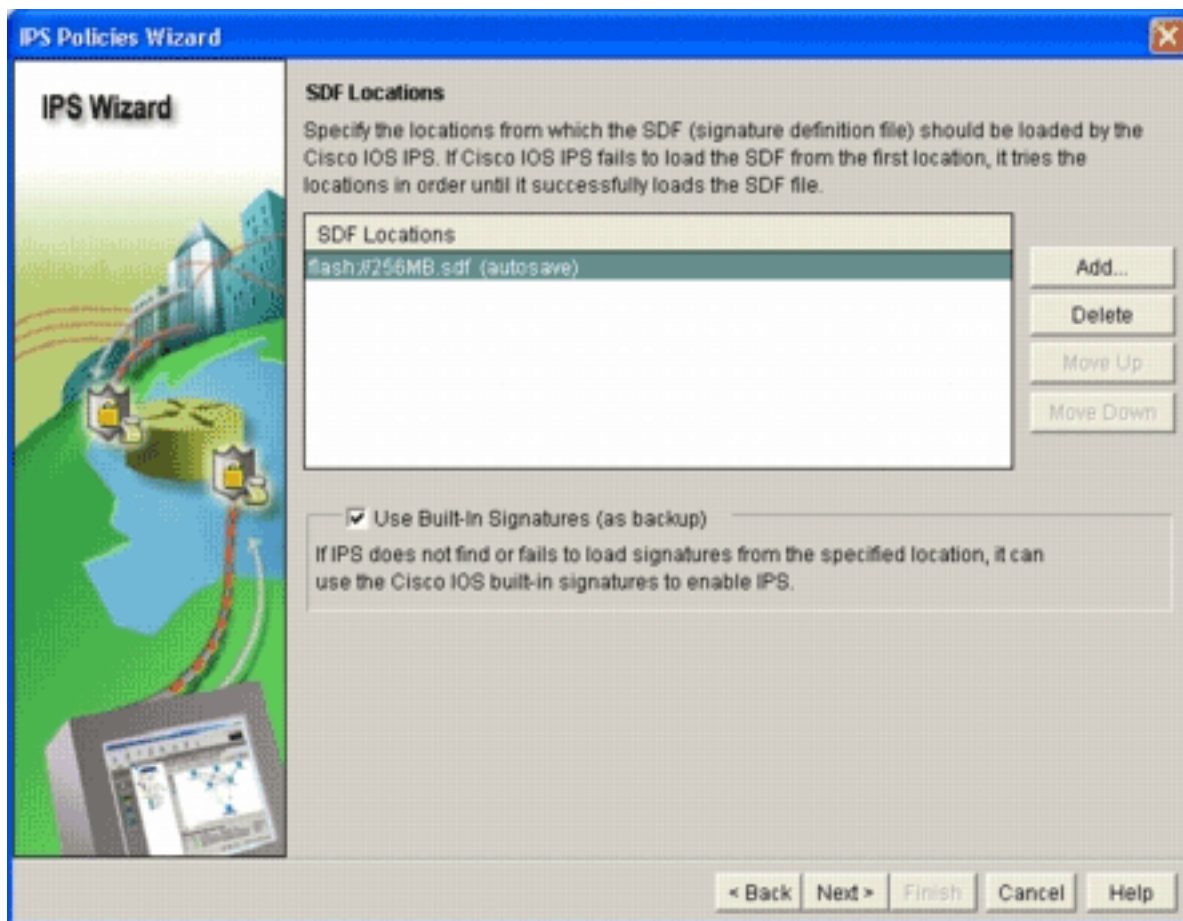 IPS Policies Wizard
IPS Wizard
SDF Locations
Specify the locations from which the SDF (signature definition file) should be loaded by the
Cisco IOS IPS. If Cisco IOS IPS fails to load the SDF from the first location, it tries the
locations in order until it successfully loads the SDF file.
SDF Locations
flash://256MB.sdf (autosave)
Add...
Delete
Move Up
Move Down
Use Built-In Signatures (as backup)
If IPS does not find or fails to load signatures from the specified location, it can
use the Cisco IOS built-in signatures to enable IPS.
< Back
Next >
Finish
Cancel
Help